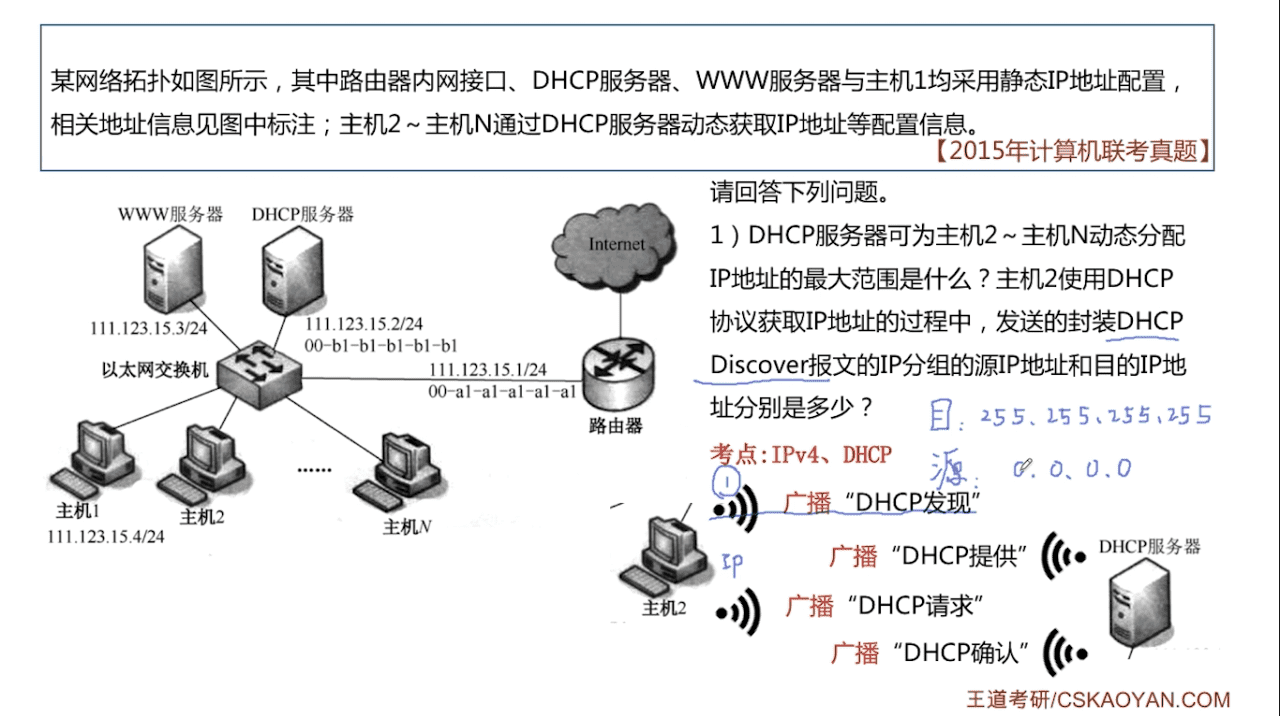 某网络拓扑如图所示，其中路由器内网接口、DHCP服务器、WWW服务器与主机1均采用静态IP地址配置，
相关地址信息见图中标注；主机2～主机N通过DHCP服务器动态获取IP地址等配置信息。
【2015年计算机联考真题】
WWW服务器
DHCP服务器
Internet
111.123.15.3/24
111.123.15.2/24
00-b1-b1-b1-b1-b1
以太网交换机
111.123.15.1/24
00-a1-a1-a1-a1-a1
路由器
......
主机1
主机2
主机N
111.123.15.4/24
请回答下列问题。
1）DHCP服务器可为主机2～主机N动态分配
IP地址的最大范围是什么？主机2使用DHCP
协议获取IP地址的过程中，发送的封装DHCP
Discover报文的IP分组的源IP地址和目的IP地
址分别是多少？
目：255、255、255、255
考点:IPv4、DHCP
源：0.0.0.0
1
广播“DHCP发现”
IP
广播“DHCP提供”
DHCP服务器
主机2
广播“DHCP请求”
广播“DHCP确认”
王道考研/CSKAOYAN.COM